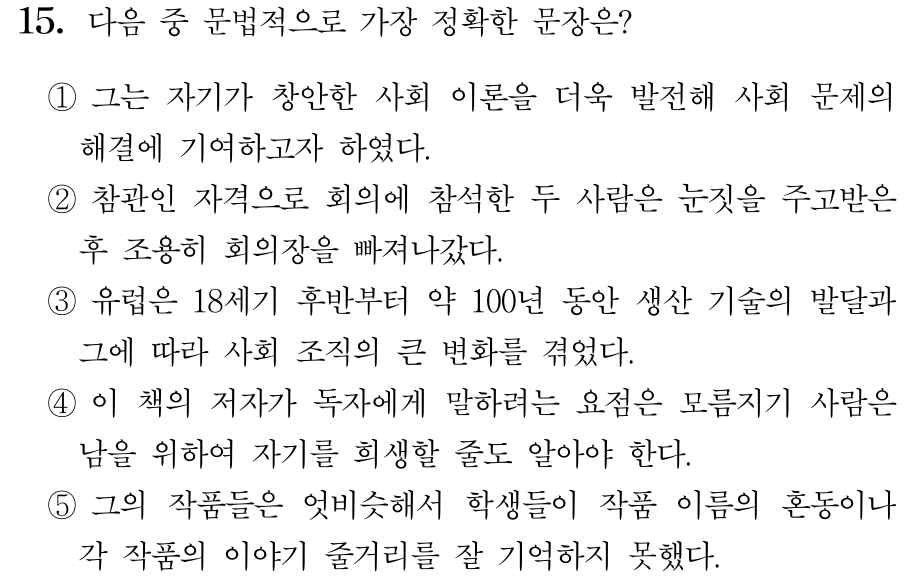 15. 다음 중 문법적으로 가장 정확한 문장은?
① 그는 자기가 창안한 사회 이론을 더욱 발전해 사회 문제의
해결에 기여하고자 하였다.
② 참관인 자격으로 회의에 참석한 두 사람은 눈짓을 주고받은
후 조용히 회의장을 빠져나갔다.
③ 유럽은 18세기 후반부터 약 100년 동안 생산 기술의 발달과
그에 따라 사회 조직의 큰 변화를 겪었다.
④ 이 책의 저자가 독자에게 말하려는 요점은 모름지기 사람은
남을 위하여 자기를 희생할 줄도 알아야 한다.
⑤ 그의 작품들은 엇비슷해서 학생들이 작품 이름의 혼동이나
각 작품의 이야기 줄거리를 잘 기억하지 못했다.